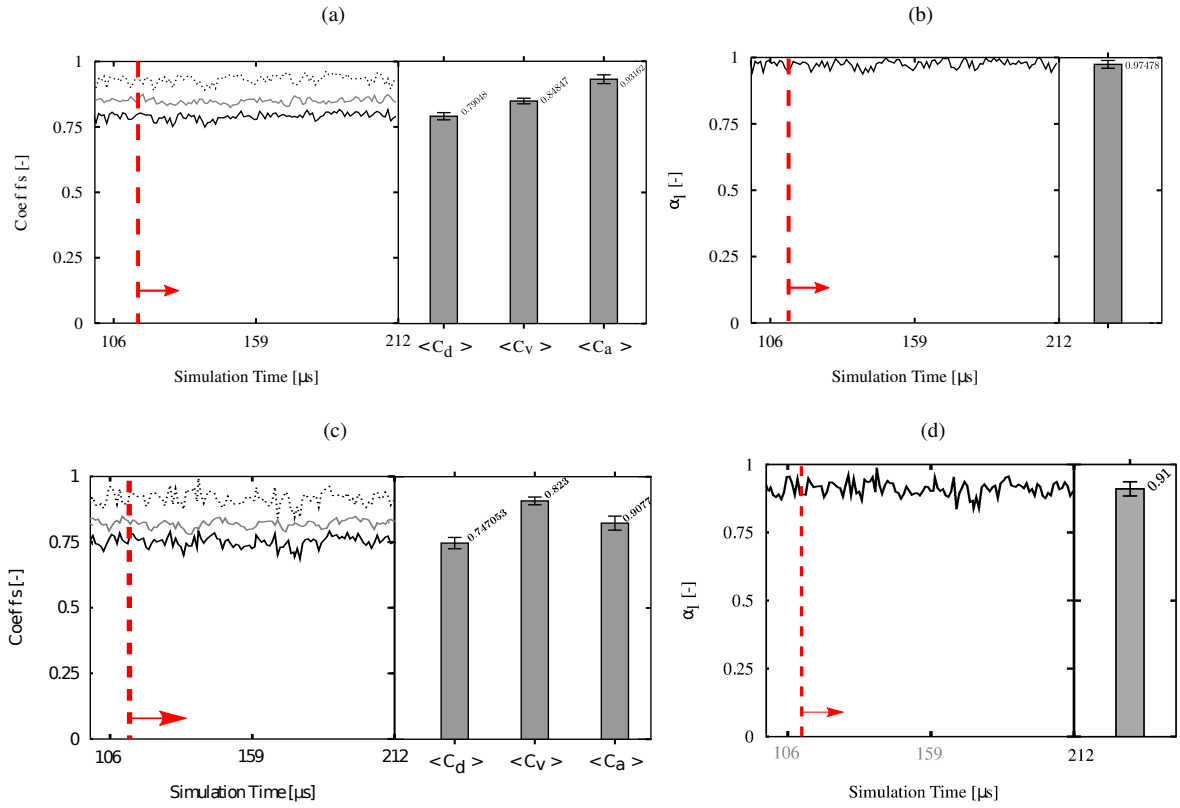 (a)
1
0.75
0.5
0.25
0
Coeffs [-]
106
159
212
Simulation Time [μs]
0.79048
0.84847
0.93162
<C_d >
<C_v >
<C_a >
(b)
1
0.75
0.5
0.25
0
α_l [-]
106
159
212
Simulation Time [μs]
0.97478
(c)
1
0.75
0.5
0.25
0
Coeffs [-]
106
159
212
Simulation Time [μs]
0.747053
0.823
0.9077
<C_d >
<C_v >
<C_a >
(d)
1
0.75
0.5
0.25
0
α_l [-]
106
159
212
Simulation Time [μs]
0.91